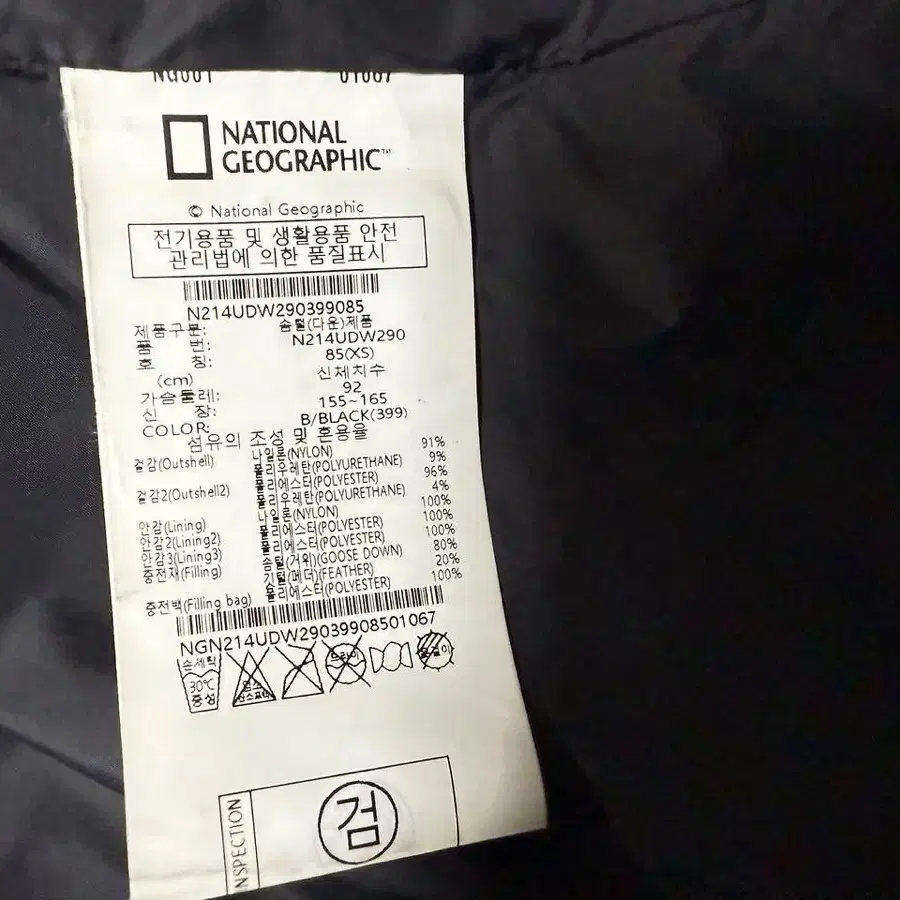 NG001 01067
NATIONAL
GEOGRAPHIC™
© National Geographic
전기용품 및 생활용품 안전
관리법에 의한 품질표시
N214UDW290399085
제품구분: 솜털(다운)제품
품 번: N214UDW290
호 칭: 85(XS)
(cm) 신체치수
가슴둘레: 92
신 장: 155~165
COLOR: B/BLACK(399)
섬유의 조성 및 혼용율
겉감(Outshell) 나일론(NYLON) 91%
폴리우레탄(POLYURETHANE) 9%
겉감2(Outshell2) 폴리에스터(POLYESTER) 96%
폴리우레탄(POLYURETHANE) 4%
안감(Lining) 나일론(NYLON) 100%
안감2(Lining2) 폴리에스터(POLYESTER) 100%
안감3(Lining3) 폴리에스터(POLYESTER) 100%
충전재(Filling) 솜털(거위)(GOOSE DOWN) 80%
깃털(페더)(FEATHER) 20%
충전백(Filling bag) 폴리에스터(POLYESTER) 100%
NGN214UDW29039908501067
손세탁
30℃
중성
드라이
검
INSPECTION